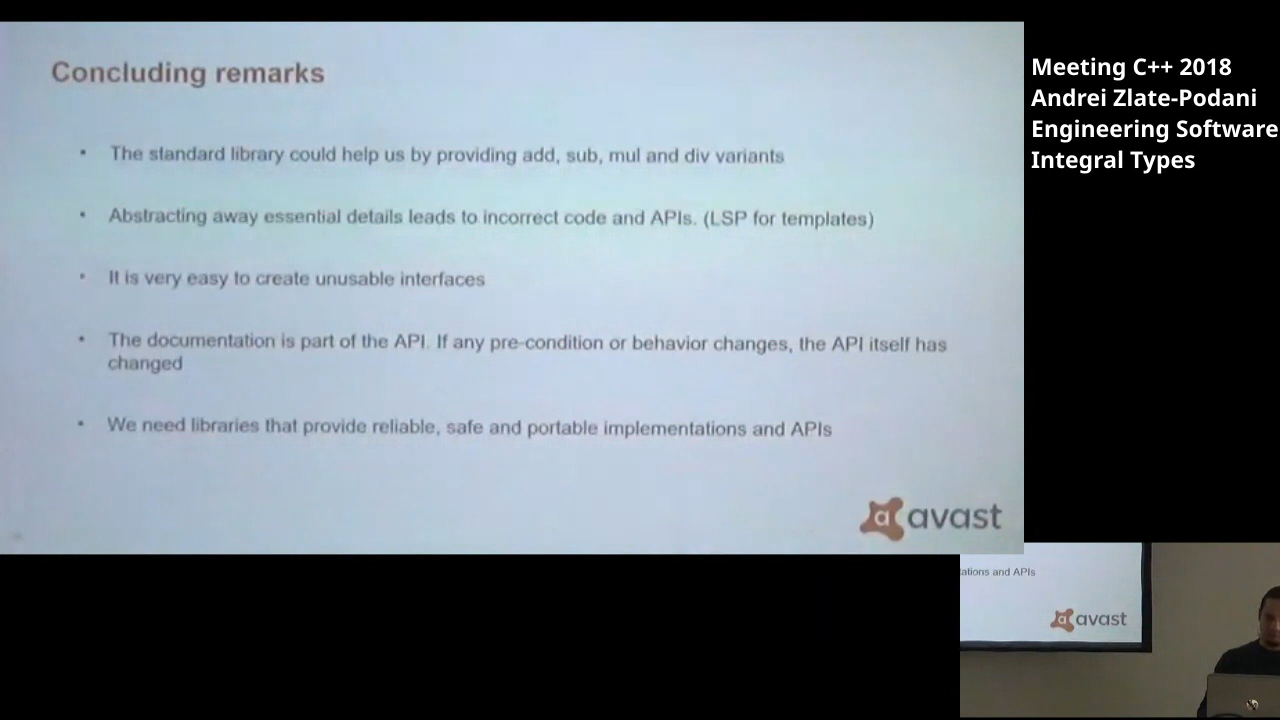 Concluding remarks
• The standard library could help us by providing add, sub, mul and div variants
• Abstracting away essential details leads to incorrect code and APIs. (LSP for templates)
• It is very easy to create unusable interfaces
• The documentation is part of the API. If any pre-condition or behavior changes, the API itself has
changed
• We need libraries that provide reliable, safe and portable implementations and APIs
a avast
Meeting C++ 2018
Andrei Zlate-Podani
Engineering Software
Integral Types
ations and APIs
a avast